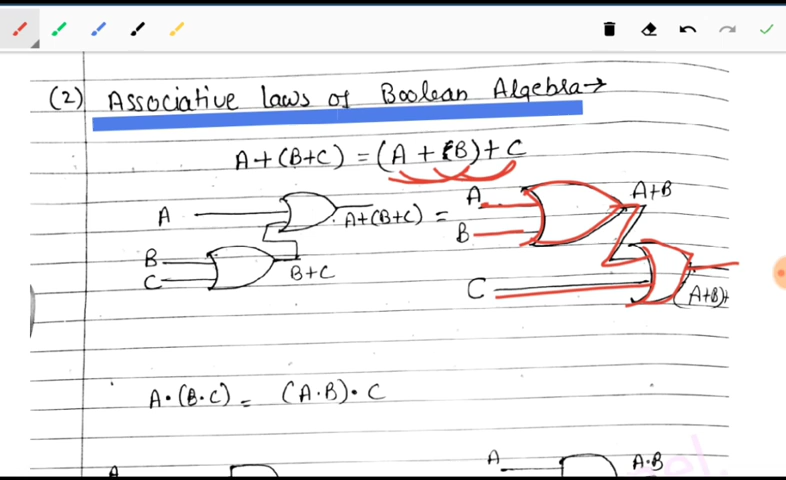 (2) Associative laws of Boolean Algebra→
A+(B+C) = (A+B)+C
A A+(B+C) = A A+B
B B
C B+C C (A+B)+
A·(B·C) = (A·B)·C
A A A·B